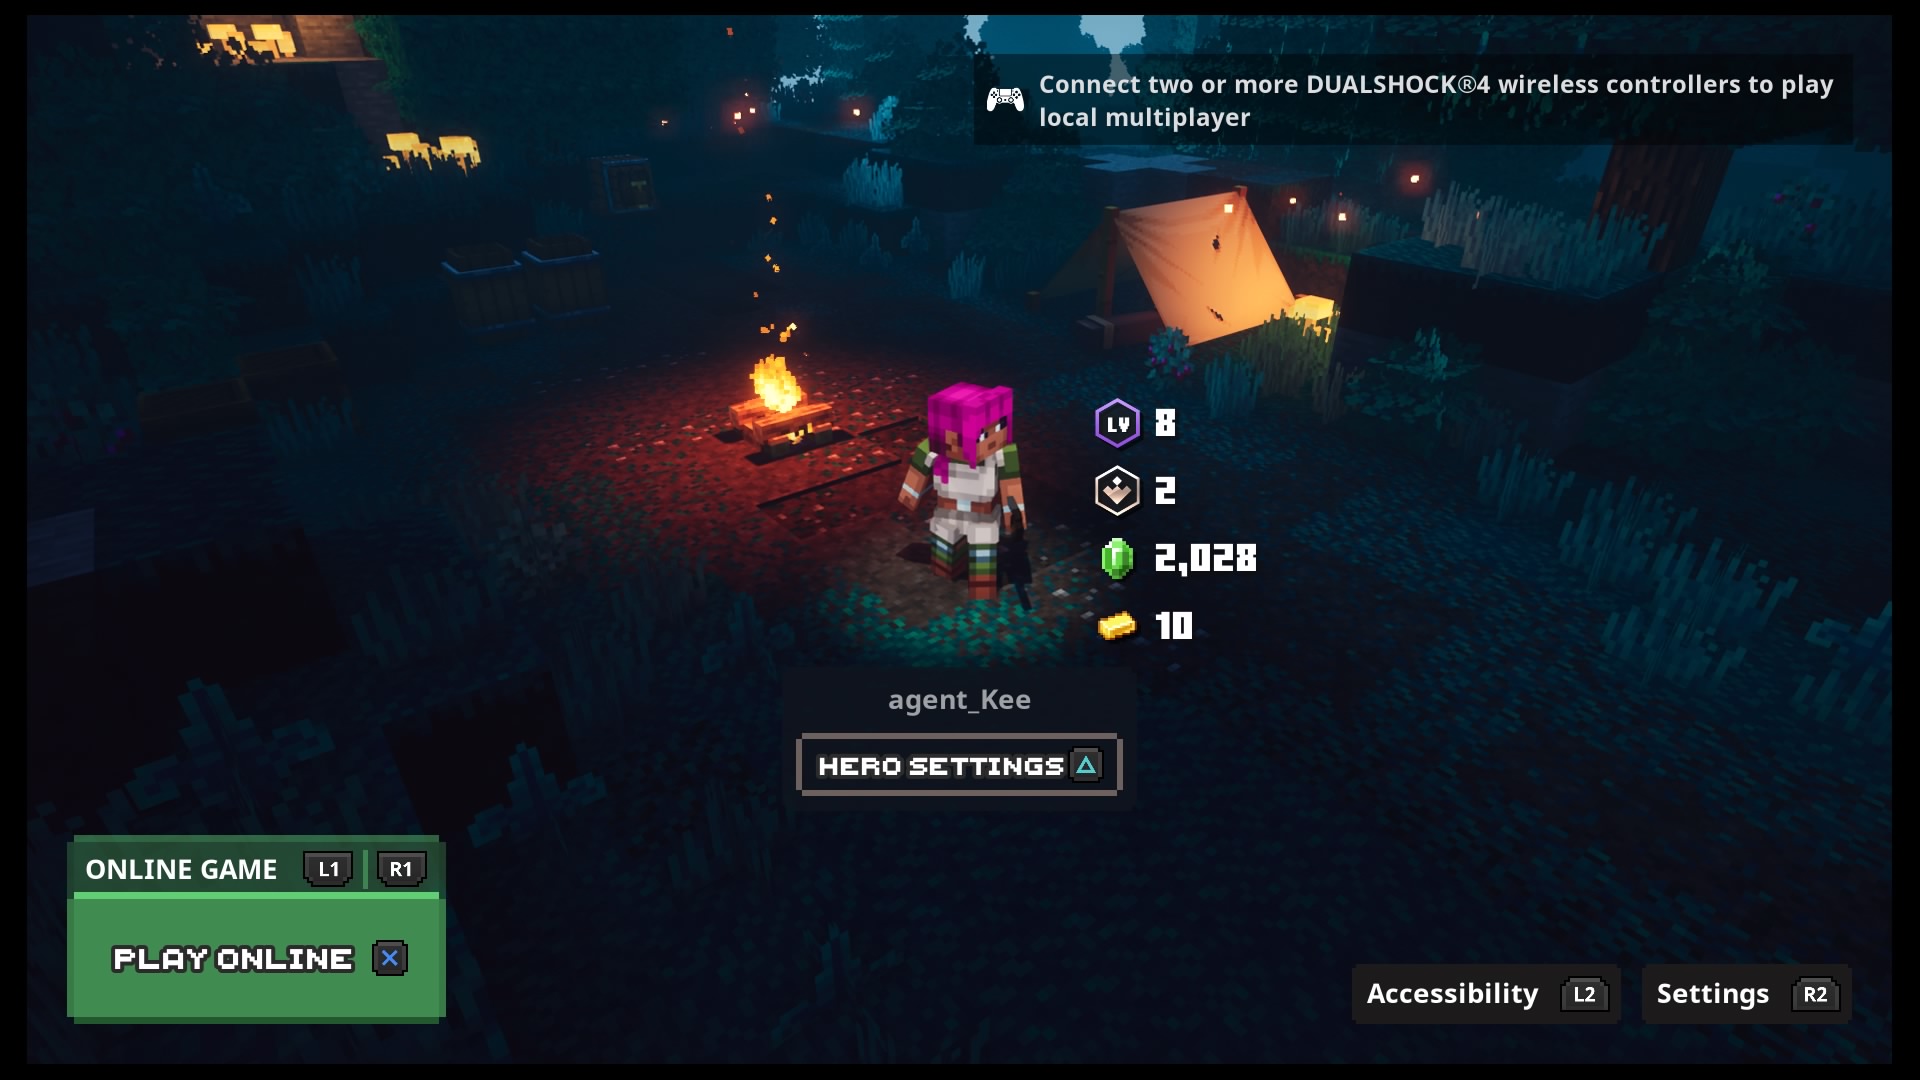 Connect two or more DUALSHOCK®4 wireless controllers to play
local multiplayer
LV 8
2
2,028
10
agent_Kee
HERO SETTINGS
ONLINE GAME L1 R1
PLAY ONLINE
Accessibility L2 Settings R2